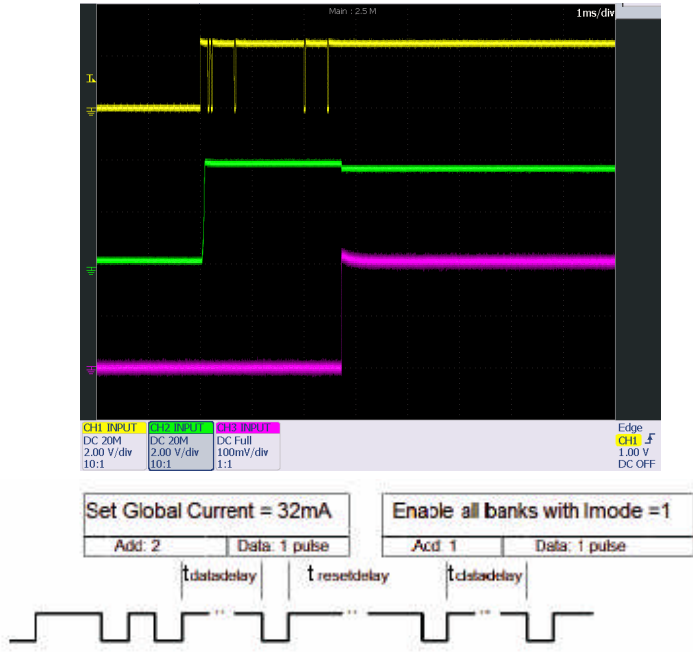 Main : 2.5 M
1ms/div
CH1 INPUT
DC 20M
2.00 V/div
10:1
CH2 INPUT
DC 20M
2.00 V/div
10:1
CH3 INPUT
DC Full
100mV/div
1:1
Edge
CH1
1.00 V
DC OFF
Set Global Current = 32mA
Enable all banks with Imode =1
Add: 2
Data: 1 pulse
Add: 1
Data: 1 pulse
tdatadelay
t resetdelay
tdatadelay